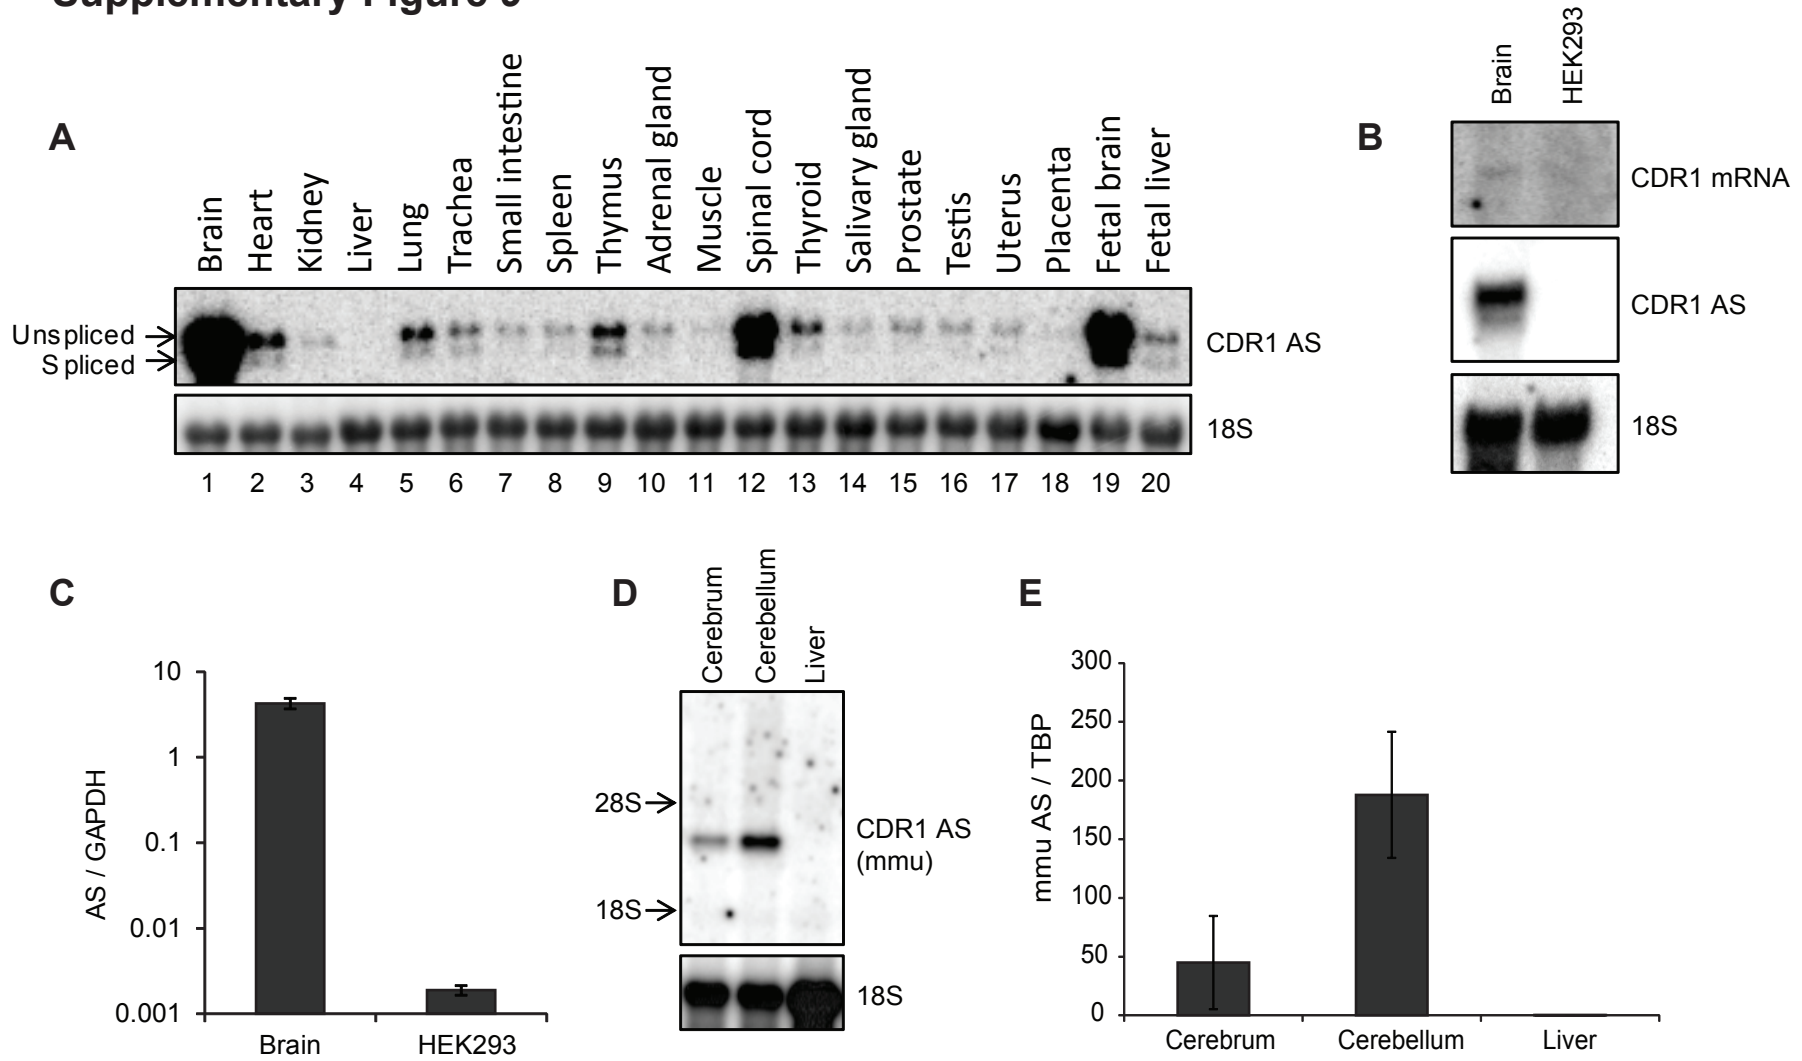 A
Brain
Heart
Kidney
Liver
Lung
Trachea
Small intestine
Spleen
Thymus
Adrenal gland
Muscle
Spinal cord
Thyroid
Salivary gland
Prostate
Testis
Uterus
Placenta
Fetal brain
Fetal liver
Unspliced
Spliced
CDR1 AS
18S
1 2 3 4 5 6 7 8 9 10 11 12 13 14 15 16 17 18 19 20
B
Brain
HEK293
CDR1 mRNA
CDR1 AS
18S
C
AS / GAPDH
10
1
0.1
0.01
0.001
Brain HEK293
D
Cerebrum
Cerebellum
Liver
28S
18S
CDR1 AS
(mmu)
18S
E
mmu AS / TBP
300
250
200
150
100
50
0
Cerebrum Cerebellum Liver